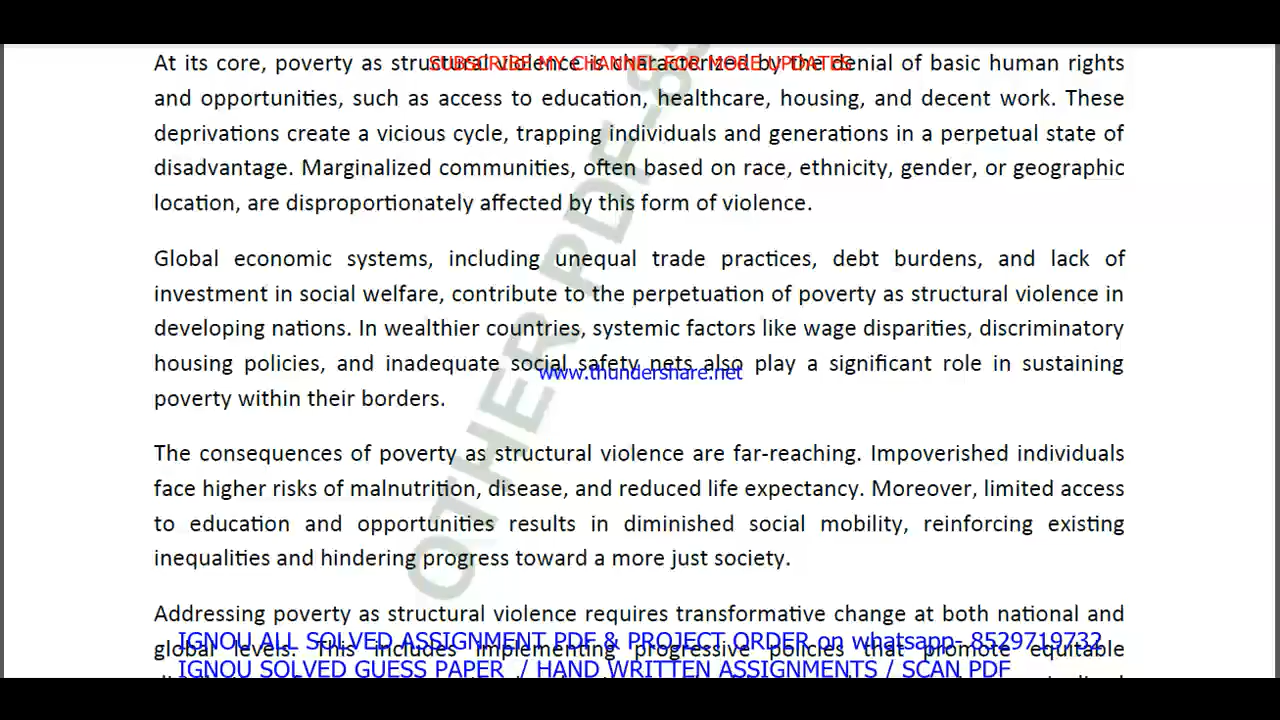 At its core, poverty as structural violence is characterized by the denial of basic human rights
SUBSCRIBE MY CHANNEL FOR MORE UPDATES
and opportunities, such as access to education, healthcare, housing, and decent work. These
deprivations create a vicious cycle, trapping individuals and generations in a perpetual state of
disadvantage. Marginalized communities, often based on race, ethnicity, gender, or geographic
location, are disproportionately affected by this form of violence.
Global economic systems, including unequal trade practices, debt burdens, and lack of
investment in social welfare, contribute to the perpetuation of poverty as structural violence in
developing nations. In wealthier countries, systemic factors like wage disparities, discriminatory
housing policies, and inadequate social safety nets also play a significant role in sustaining
www.thundershare.net
poverty within their borders.
The consequences of poverty as structural violence are far-reaching. Impoverished individuals
face higher risks of malnutrition, disease, and reduced life expectancy. Moreover, limited access
to education and opportunities results in diminished social mobility, reinforcing existing
inequalities and hindering progress toward a more just society.
Addressing poverty as structural violence requires transformative change at both national and
IGNOU ALL SOLVED ASSIGNMENT PDF & PROJECT ORDER on whatsapp- 8529719732
global levels. This includes implementing progressive policies that promote equitable
IGNOU SOLVED GUESS PAPER / HAND WRITTEN ASSIGNMENTS / SCAN PDF
OTHER PDF-85